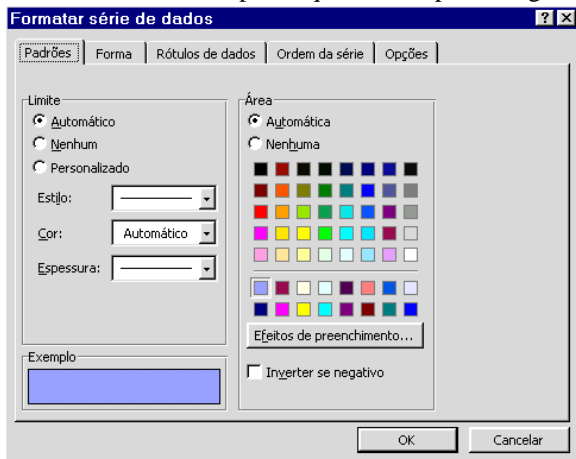 Formatar série de dados
Padrões Forma Rótulos de dados Ordem da série Opções
Limite
Automático
Nenhum
Personalizado
Estilo:
Cor: Automático
Espessura:
Exemplo
Área
Automática
Nenhuma
Efeitos de preenchimento...
Inverter se negativo
OK Cancelar